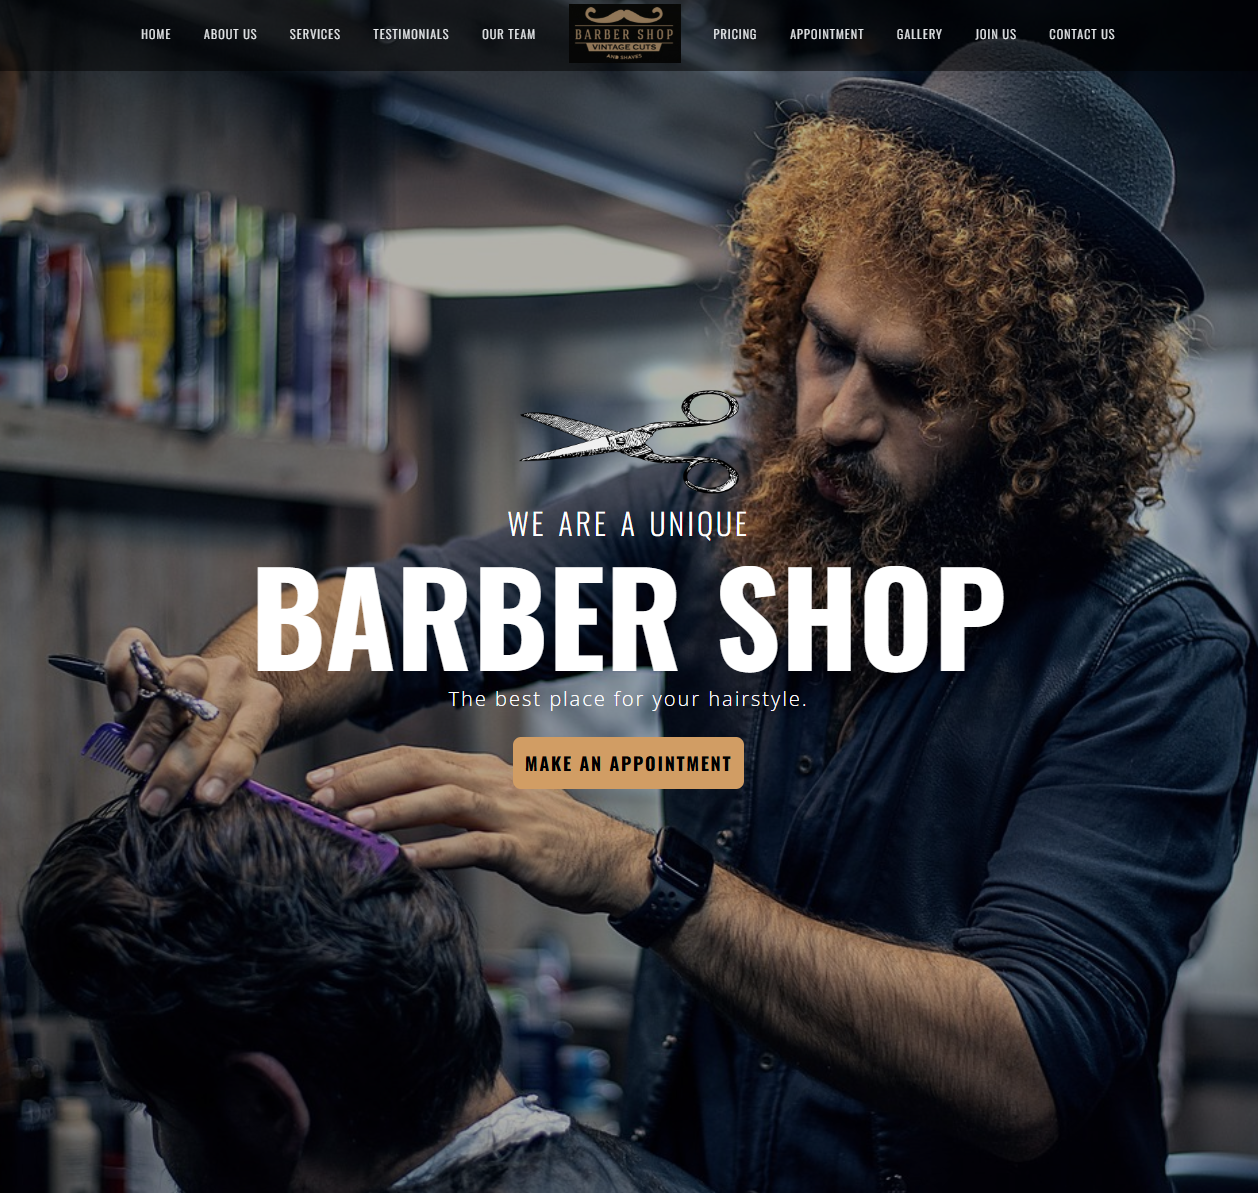 HOME ABOUT US SERVICES TESTIMONIALS OUR TEAM
BARBER SHOP
VINTAGE CUTS
AND SHAVES
PRICING APPOINTMENT GALLERY JOIN US CONTACT US
WE ARE A UNIQUE
BARBER SHOP
The best place for your hairstyle.
MAKE AN APPOINTMENT